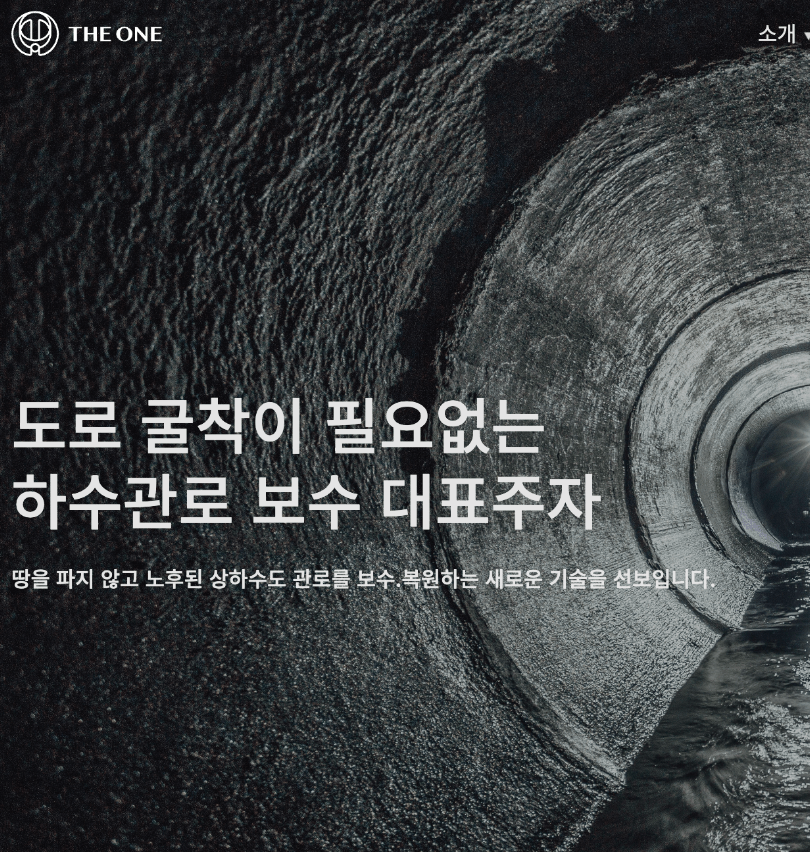 THE ONE
소개
도로 굴착이 필요없는
하수관로 보수 대표주자
땅을 파지 않고 노후된 상하수도 관로를 보수.복원하는 새로운 기술을 선보입니다.